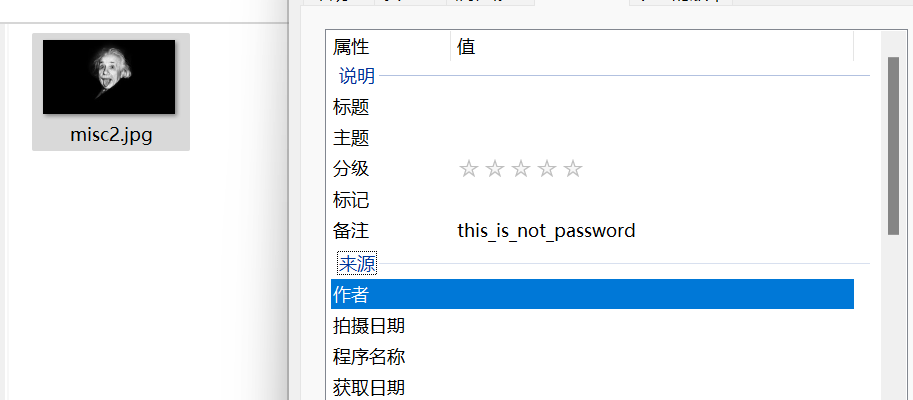 属性 值
说明
标题
主题
分级
标记
备注 this_is_not_password
来源
作者
拍摄日期
程序名称
获取日期
misc2.jpg